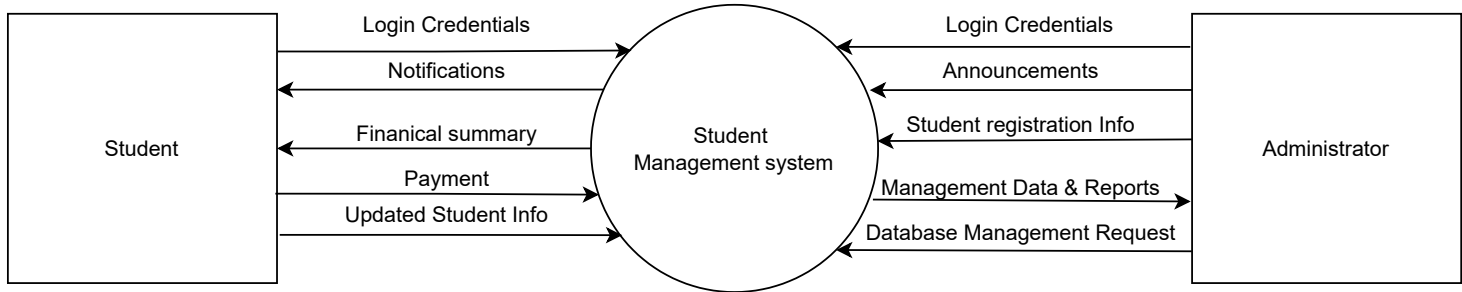 Login Credentials
Notifications
Finanical summary
Payment
Updated Student Info
Student
Student
Management system
Login Credentials
Announcements
Student registration Info
Management Data & Reports
Database Management Request
Administrator